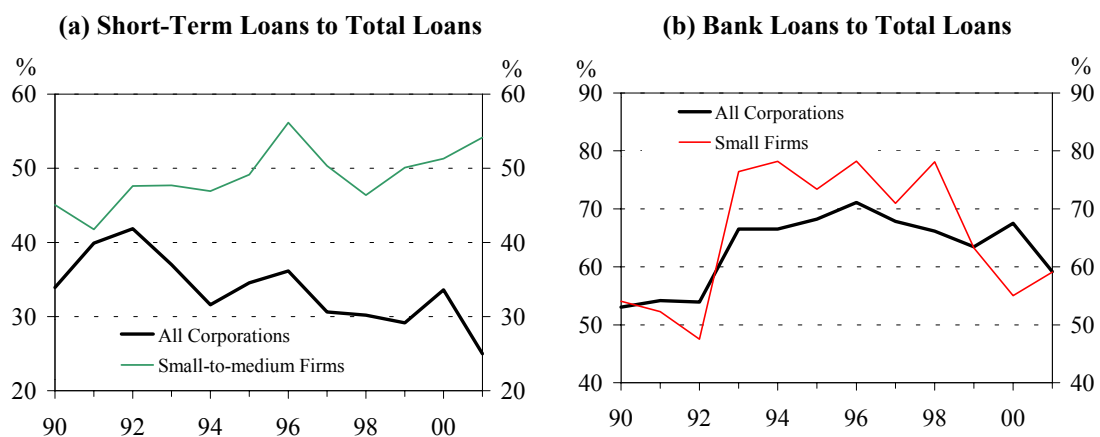 (a) Short-Term Loans to Total Loans
% %
60 60
50 50
40 40
30 30
20 20
All Corporations
Small-to-medium Firms
90 92 94 96 98 00
(b) Bank Loans to Total Loans
% %
90 90
80 80
70 70
60 60
50 50
40 40
All Corporations
Small Firms
90 92 94 96 98 00